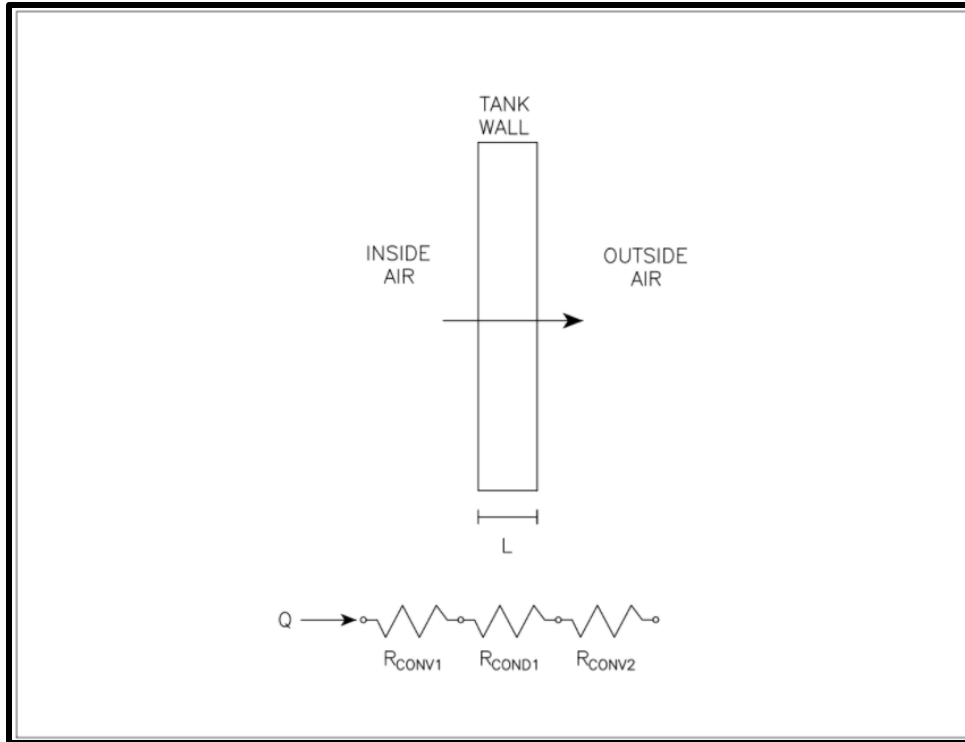 TANK
WALL
INSIDE
AIR
OUTSIDE
AIR
L
Q
RCONV1 RCOND1 RCONV2